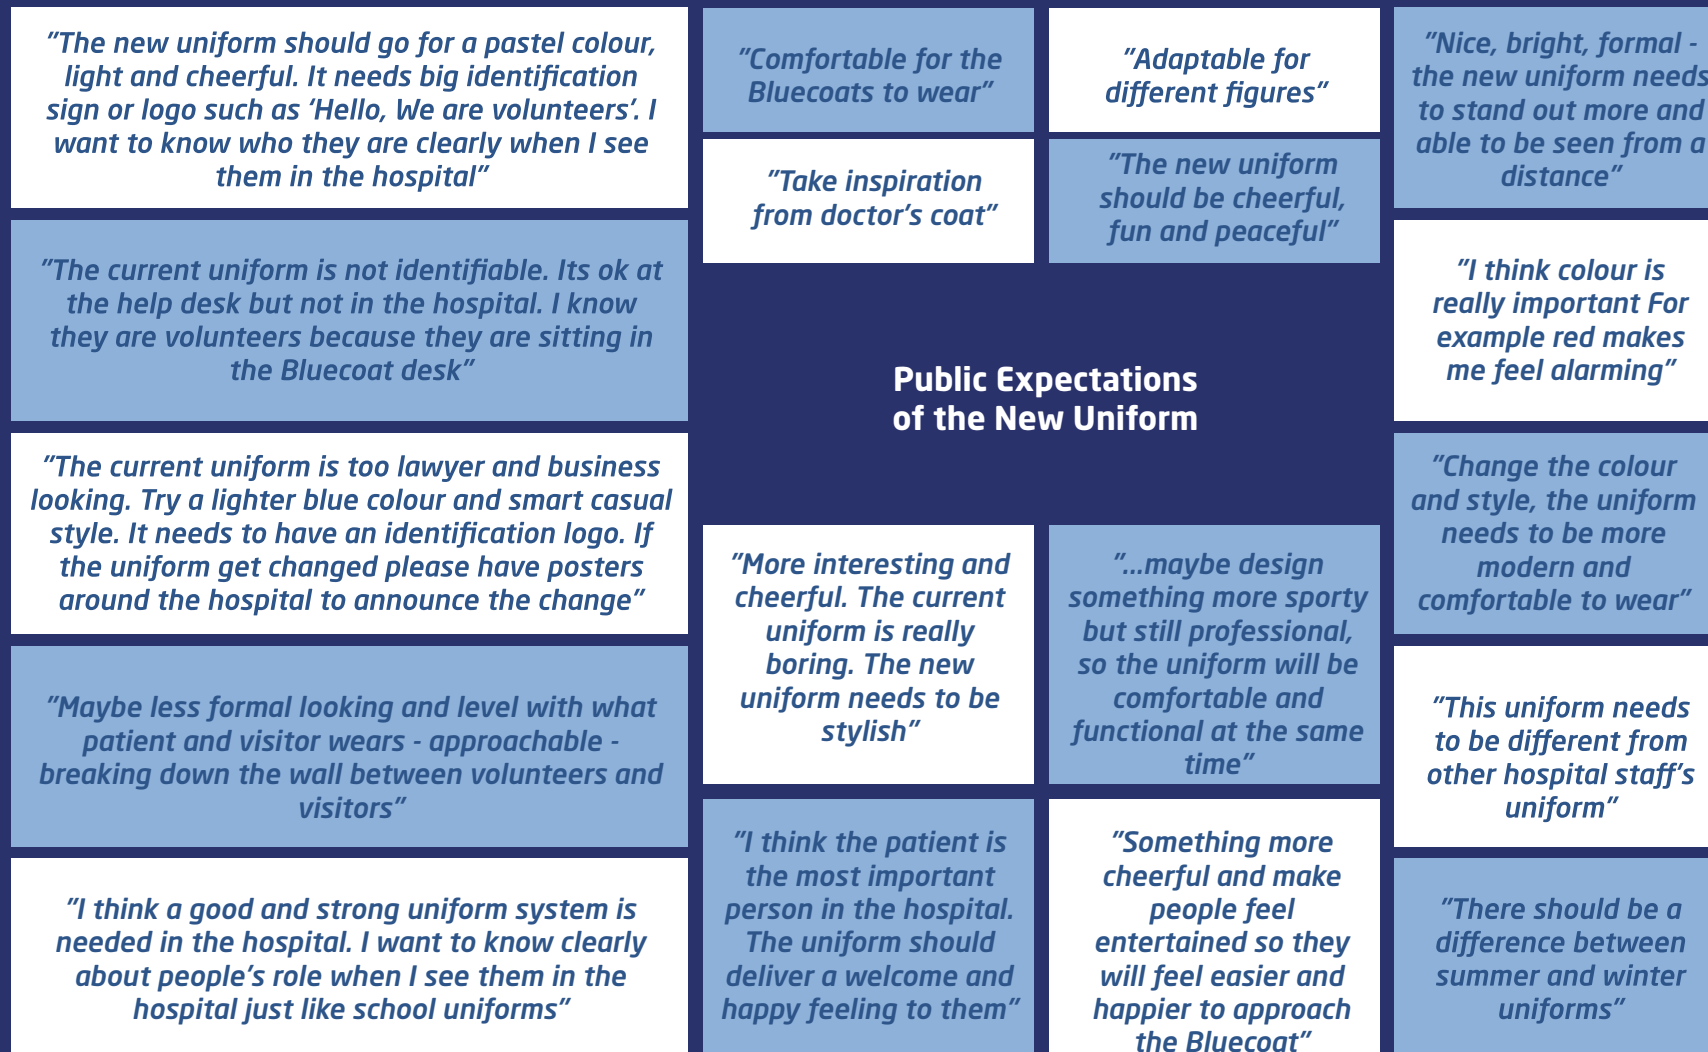 "The new uniform should go for a pastel colour,
light and cheerful. It needs big identification
sign or logo such as ‘Hello, We are volunteers’. I
want to know who they are clearly when I see
them in the hospital"
"The current uniform is not identifiable. Its ok at
the help desk but not in the hospital. I know
they are volunteers because they are sitting in
the Bluecoat desk"
"The current uniform is too lawyer and business
looking. Try a lighter blue colour and smart casual
style. It needs to have an identification logo. If
the uniform get changed please have posters
around the hospital to announce the change"
"Maybe less formal looking and level with what
patient and visitor wears - approachable -
breaking down the wall between volunteers and
visitors"
"I think a good and strong uniform system is
needed in the hospital. I want to know clearly
about people's role when I see them in the
hospital just like school uniforms"
"Comfortable for the
Bluecoats to wear"
"Adaptable for
different figures"
"Take inspiration
from doctor's coat"
"The new uniform
should be cheerful,
fun and peaceful"
Public Expectations
of the New Uniform
"More interesting and
cheerful. The current
uniform is really
boring. The new
uniform needs to be
stylish"
"...maybe design
something more sporty
but still professional,
so the uniform will be
comfortable and
functional at the same
time"
"I think the patient is
the most important
person in the hospital.
The uniform should
deliver a welcome and
happy feeling to them"
"Something more
cheerful and make
people feel
entertained so they
will feel easier and
happier to approach
the Bluecoat"
"Nice, bright, formal -
the new uniform needs
to stand out more and
able to be seen from a
distance"
"I think colour is
really important For
example red makes
me feel alarming"
"Change the colour
and style, the uniform
needs to be more
modern and
comfortable to wear"
"This uniform needs
to be different from
other hospital staff's
uniform"
"There should be a
difference between
summer and winter
uniforms"